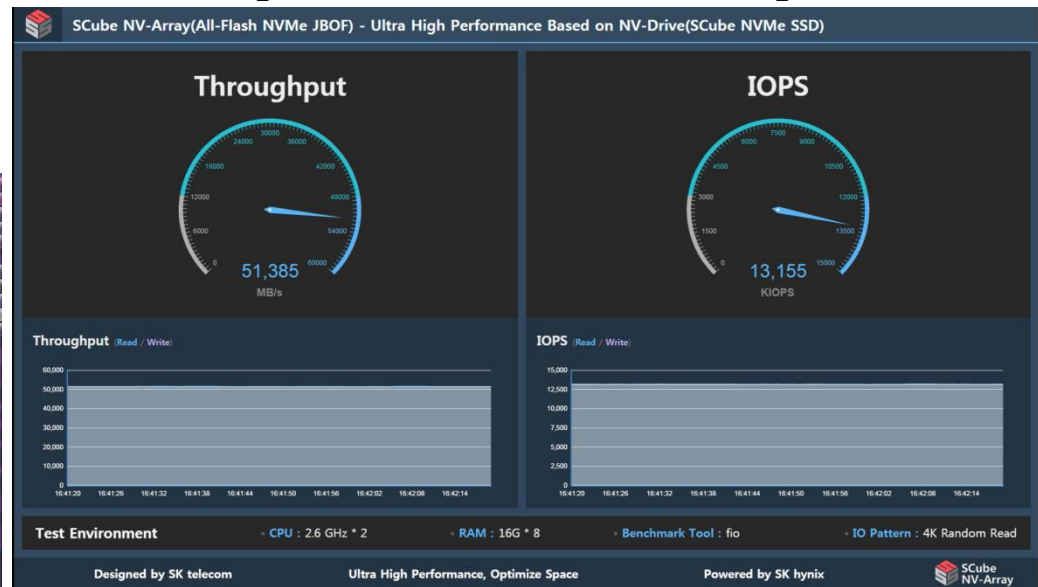 SCube NV-Array(All-Flash NVMe JBOF) - Ultra High Performance Based on NV-Drive(SCube NVMe SSD)
Throughput
0
6000
12000
18000
24000
30000
36000
42000
48000
54000
60000
51,385
MB/s
IOPS
0
1500
3000
4500
6000
7500
9000
10500
12000
13500
15000
13,155
KIOPS
Throughput (Read / Write)
60,000
50,000
40,000
30,000
20,000
10,000
0
16:41:20 16:41:26 16:41:32 16:41:38 16:41:44 16:41:50 16:41:56 16:42:02 16:42:08 16:42:14
IOPS (Read / Write)
15,000
12,500
10,000
7,500
5,000
2,500
0
16:41:20 16:41:26 16:41:32 16:41:38 16:41:44 16:41:50 16:41:56 16:42:02 16:42:08 16:42:14
Test Environment • CPU : 2.6 GHz * 2 • RAM : 16G * 8 • Benchmark Tool : fio • IO Pattern : 4K Random Read
Designed by SK telecom Ultra High Performance, Optimize Space Powered by SK hynix
SCube
NV-Array